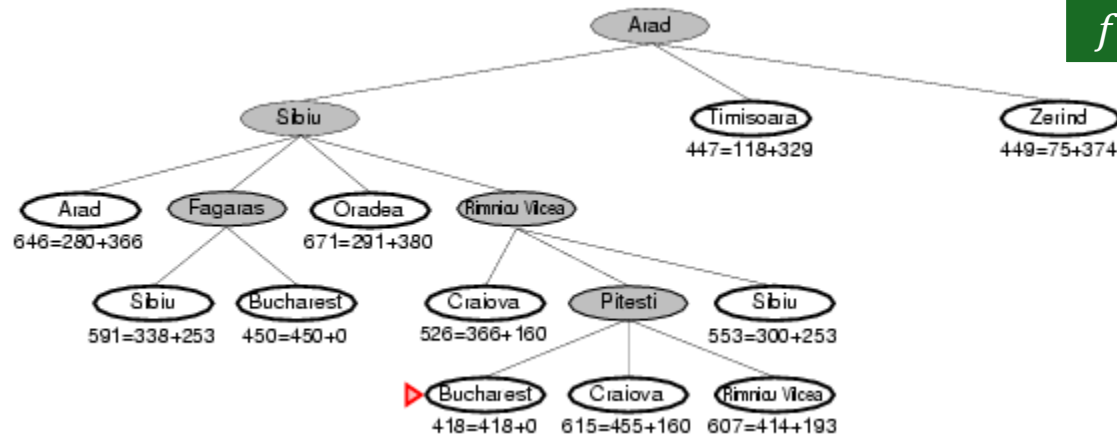 f
Arad
Sibiu
Timisoara
Zerind
447=118+329
449=75+374
Arad
Fagaras
Oradea
Rimnicu Vilcea
646=280+366
671=291+380
Sibiu
Bucharest
Craiova
Pitesti
Sibiu
591=338+253
450=450+0
526=366+160
553=300+253
Bucharest
Craiova
Rimnicu Vilcea
418=418+0
615=455+160
607=414+193